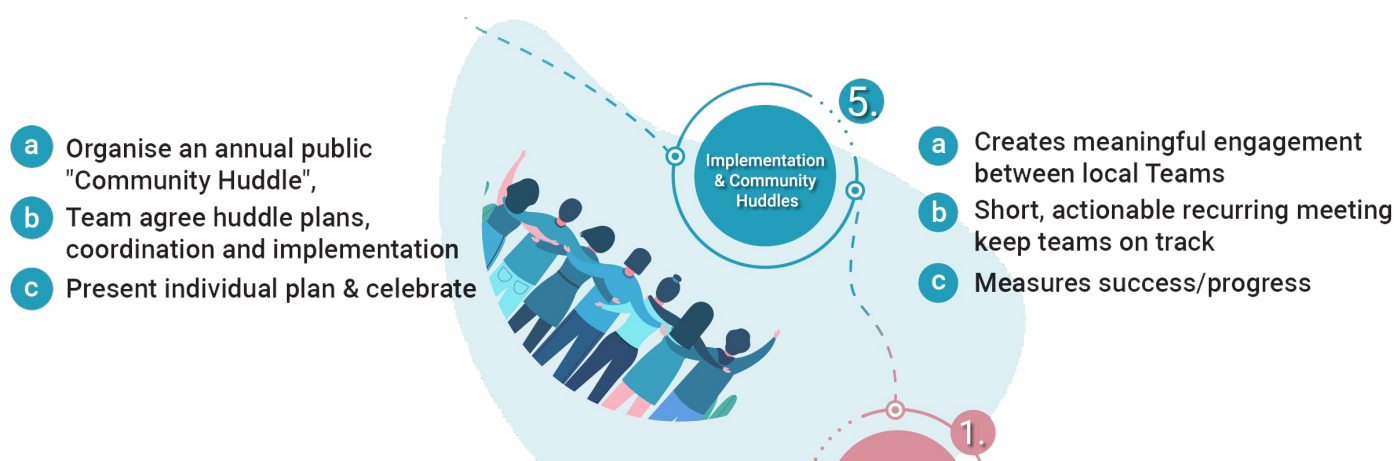 a
Organise an annual public
"Community Huddle",
b
Team agree huddle plans,
coordination and implementation
c
Present individual plan & celebrate
5.
Implementation
& Community
Huddles
a
Creates meaningful engagement
between local Teams
b
Short, actionable recurring meeting
keep teams on track
c
Measures success/progress
1.